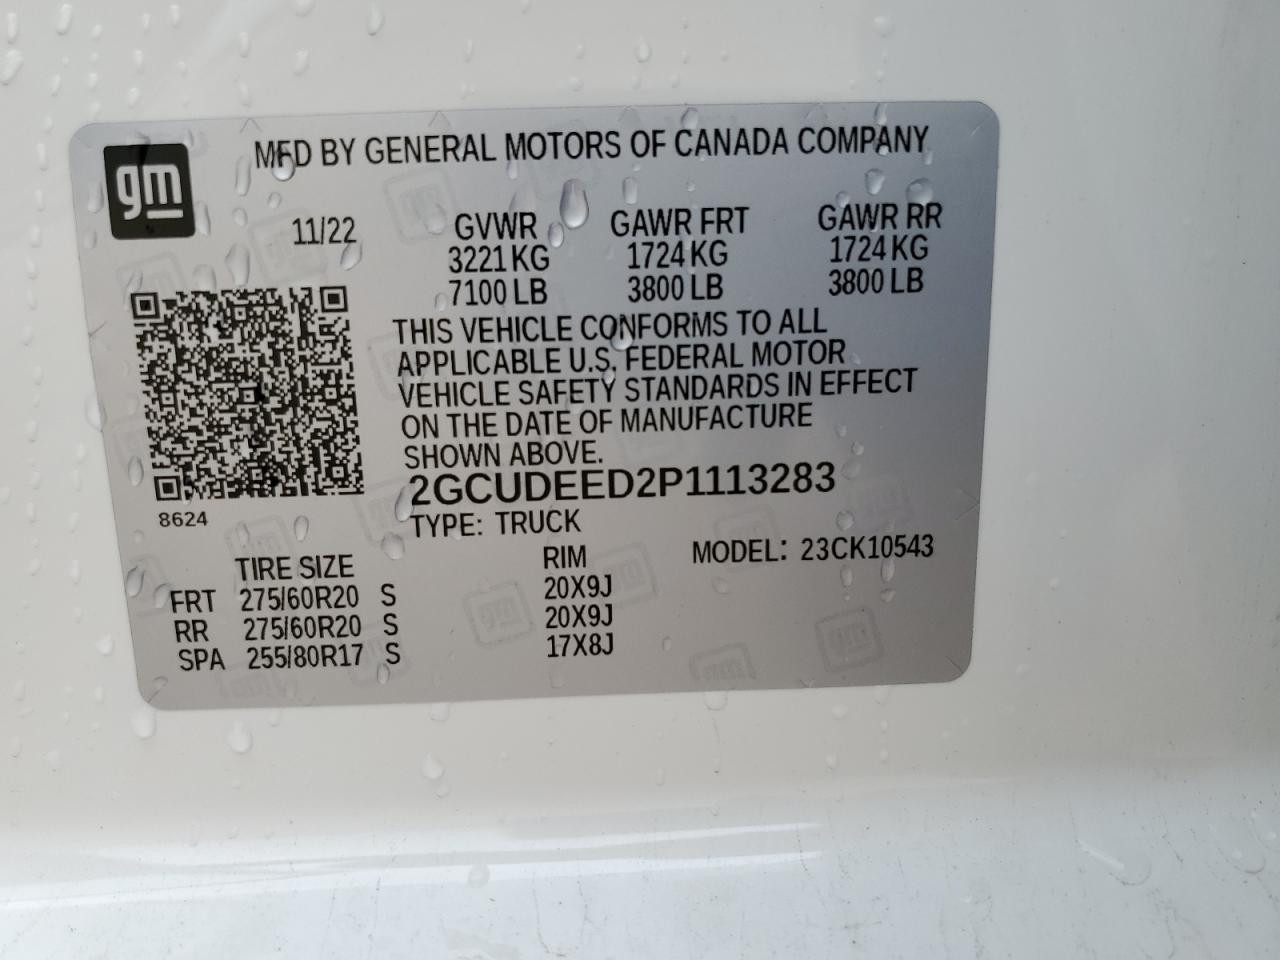 gm
MFD BY GENERAL MOTORS OF CANADA COMPANY
11/22 GVWR GAWR FRT GAWR RR
3221 KG 1724 KG 1724 KG
7100 LB 3800 LB 3800 LB
THIS VEHICLE CONFORMS TO ALL
APPLICABLE U.S. FEDERAL MOTOR
VEHICLE SAFETY STANDARDS IN EFFECT
ON THE DATE OF MANUFACTURE
SHOWN ABOVE.
2GCUDEED2P1113283
8624
TYPE: TRUCK
TIRE SIZE RIM MODEL: 23CK10543
FRT 275/60R20 S 20X9J
RR 275/60R20 S 20X9J
SPA 255/80R17 S 17X8J